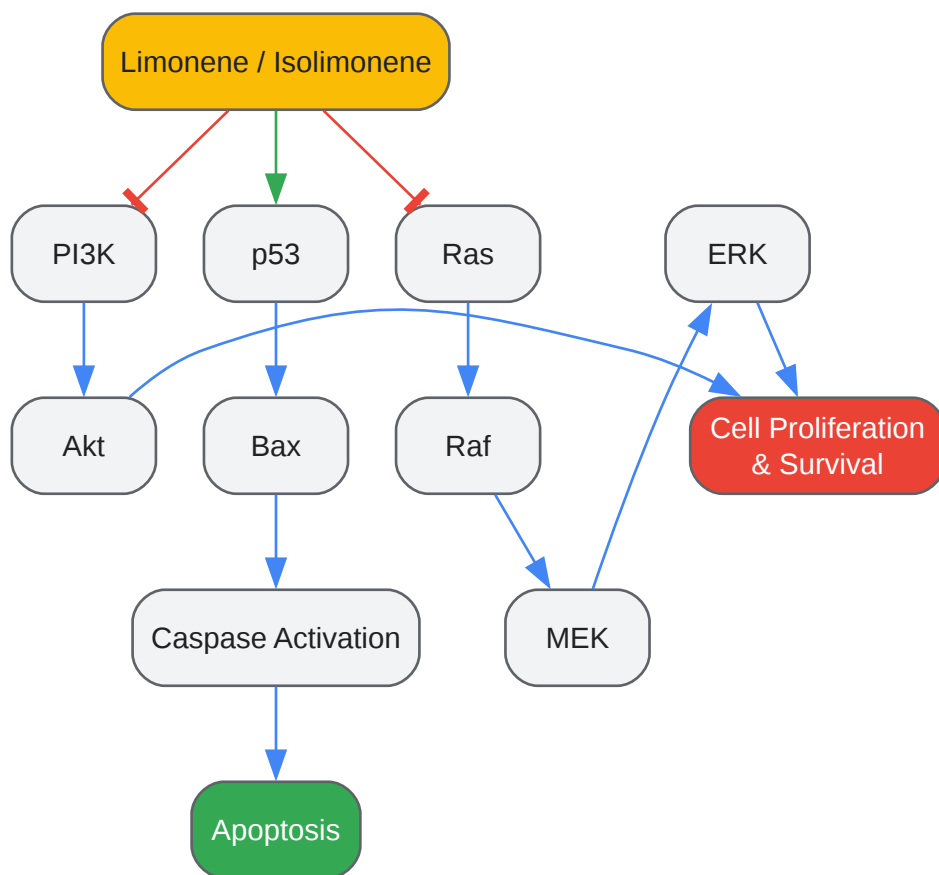 Limonene / Isolimonene
PI3K
p53
Ras
ERK
Akt
Bax
Raf
Cell Proliferation
& Survival
Caspase Activation
MEK
Apoptosis